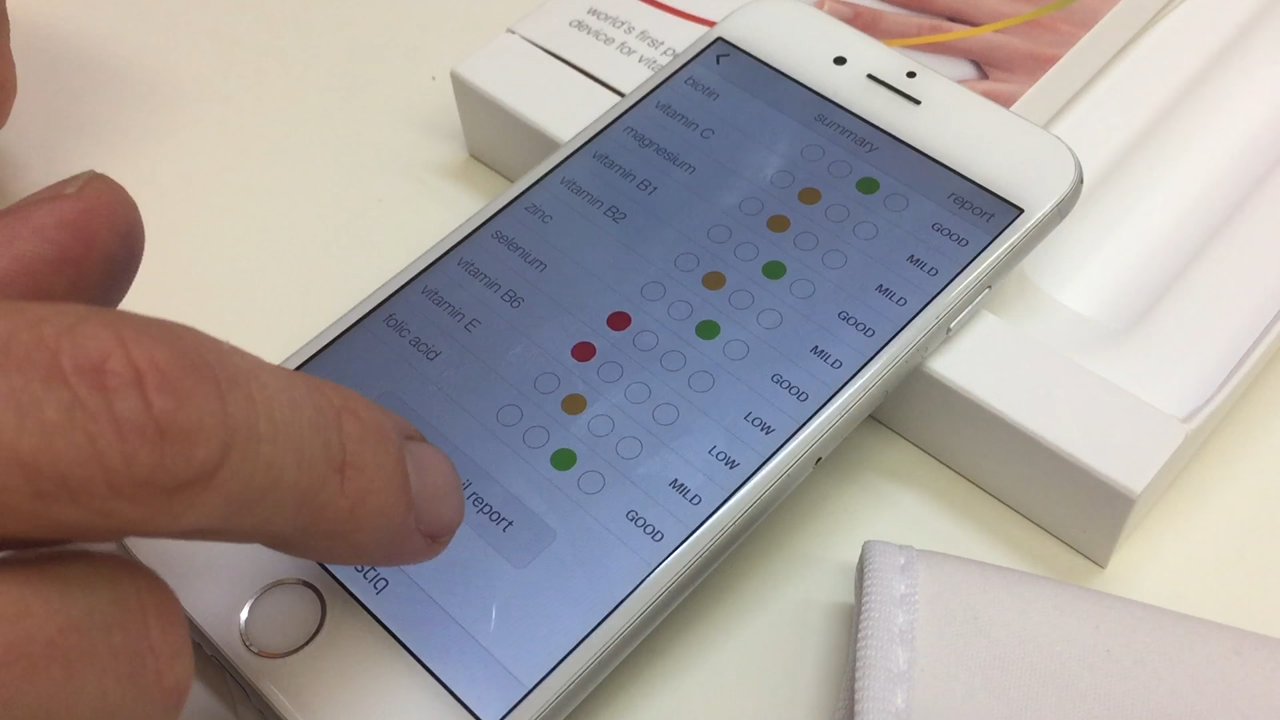 world's first p
device for vita
summary
report
biotin GOOD
vitamin C MILD
magnesium MILD
vitamin B1 GOOD
vitamin B2 MILD
zinc GOOD
selenium LOW
vitamin B6 LOW
vitamin E MILD
folic acid GOOD
il report
stiq